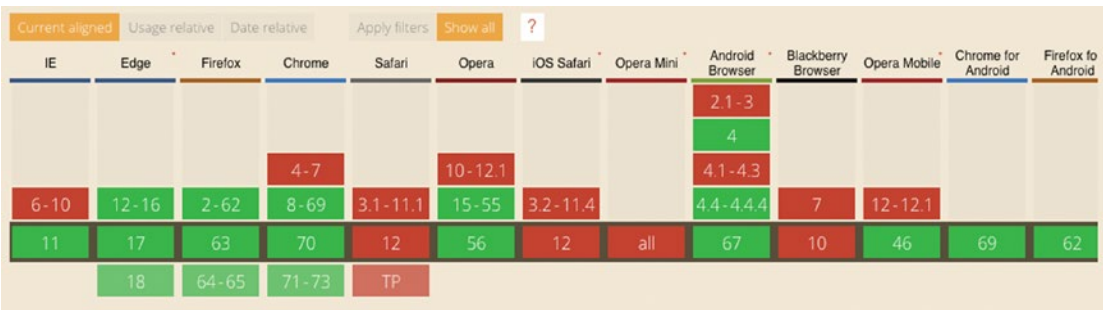 Current aligned Usage relative Date relative Apply filters Show all ?
IE Edge * Firefox Chrome Safari Opera iOS Safari * Opera Mini * Android Browser * Blackberry Browser Opera Mobile * Chrome for Android Firefox fo Android
2.1-3
4
4-7 10-12.1 4.1-4.3
6-10 12-16 2-62 8-69 3.1-11.1 15-55 3.2-11.4 4.4-4.4.4 7 12-12.1
11 17 63 70 12 56 12 all 67 10 46 69 62
18 64-65 71-73 TP